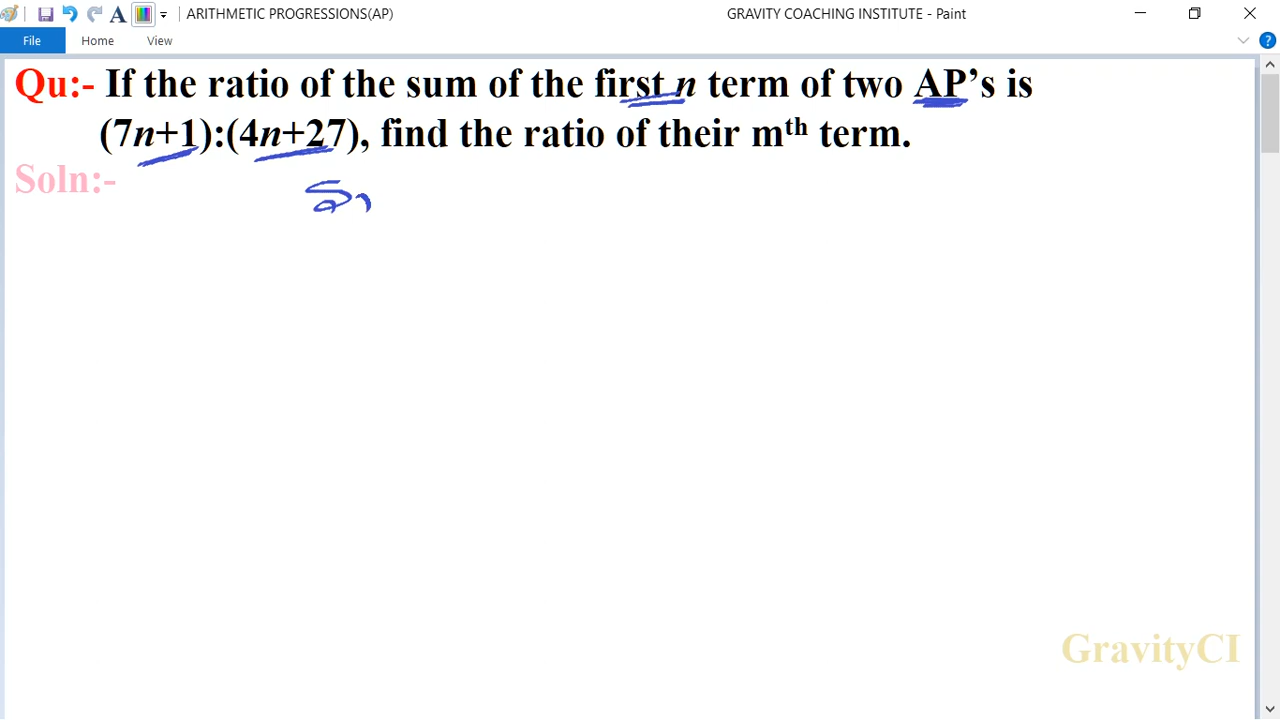 ARITHMETIC PROGRESSIONS(AP)
GRAVITY COACHING INSTITUTE - Paint
File Home View
Qu:- If the ratio of the sum of the first n term of two AP's is
(7n+1):(4n+27), find the ratio of their mᵗʰ term.
Soln:-
GravityCI